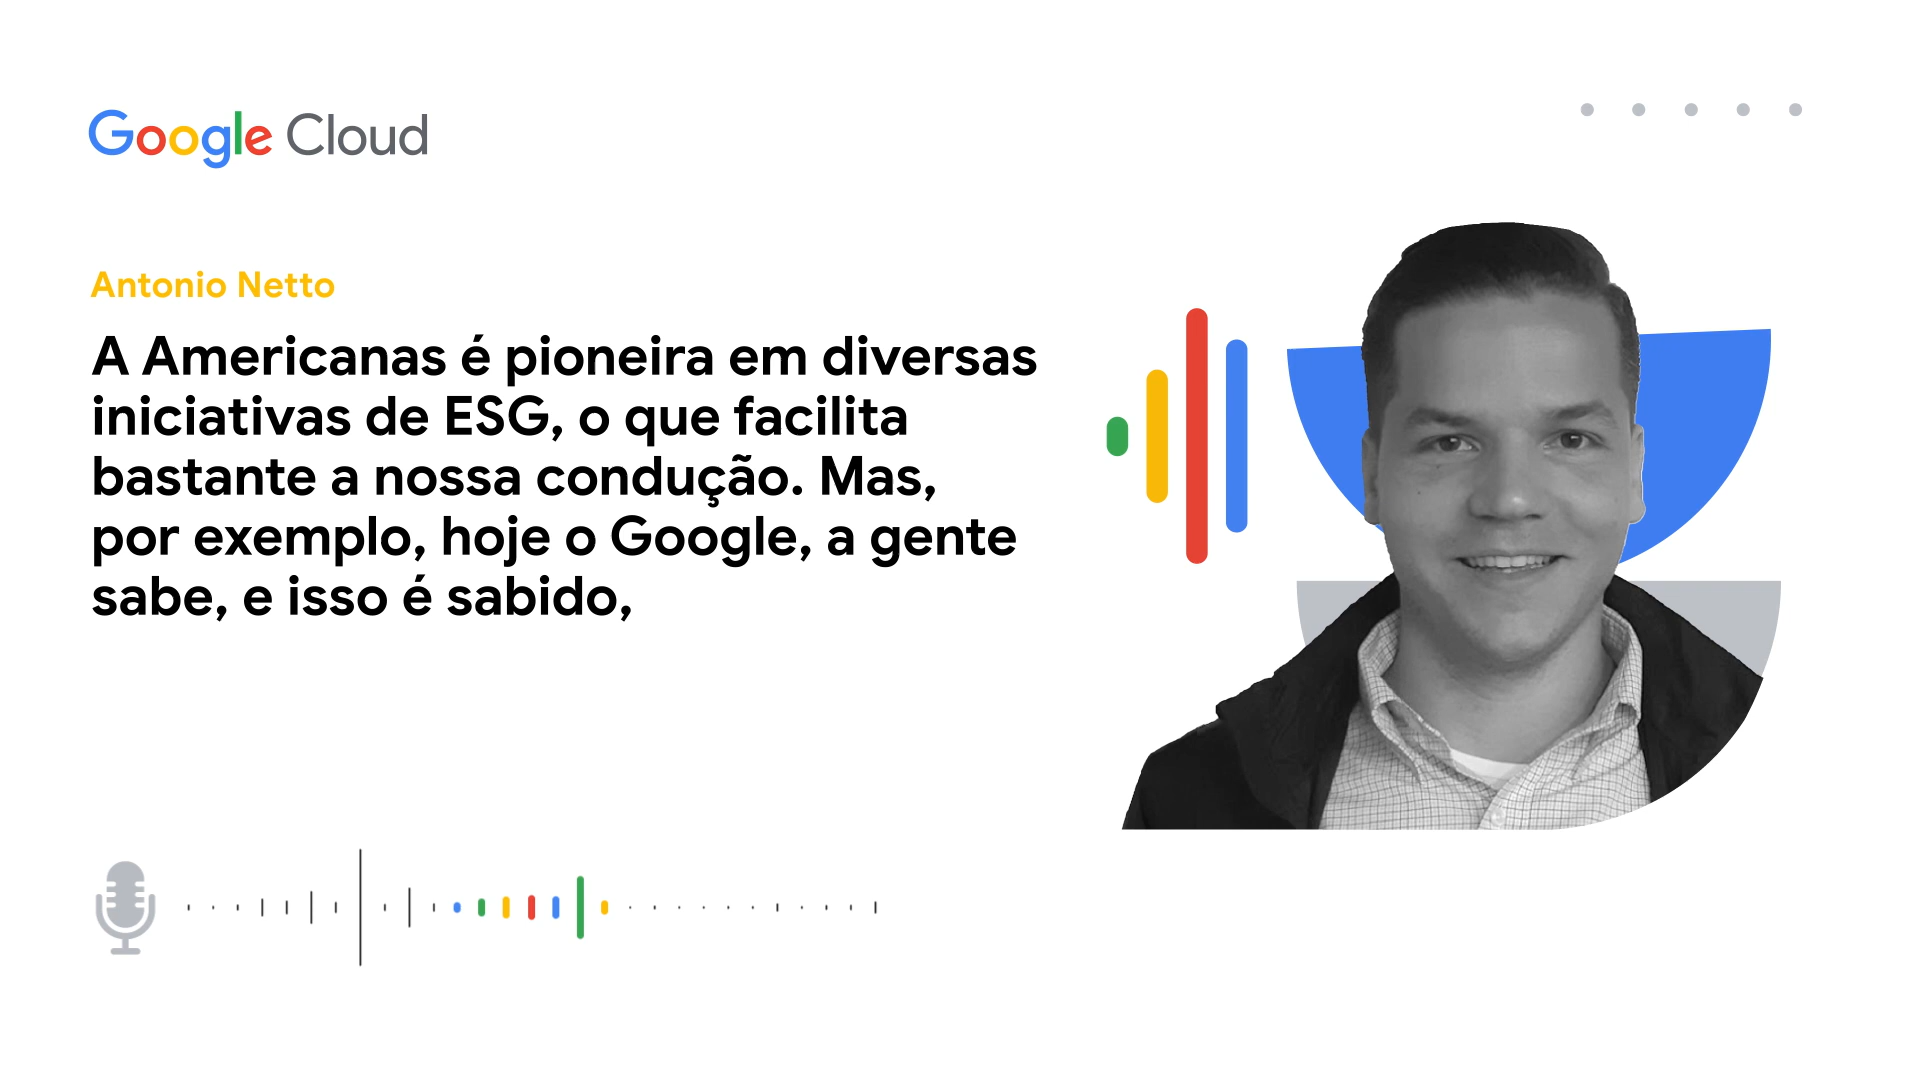 Google Cloud
Antonio Netto
A Americanas é pioneira em diversas
iniciativas de ESG, o que facilita
bastante a nossa condução. Mas,
por exemplo, hoje o Google, a gente
sabe, e isso é sabido,